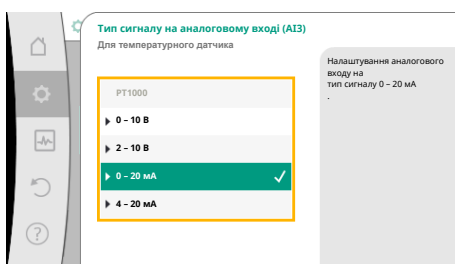 Тип сигналу на аналоговому вході (AI3)
Для температурного датчика
Налаштування аналогового
входу на
тип сигналу 0 – 20 мА
.
PT1000
0 – 10 В
2 – 10 В
0 – 20 мА
4 – 20 мА
?